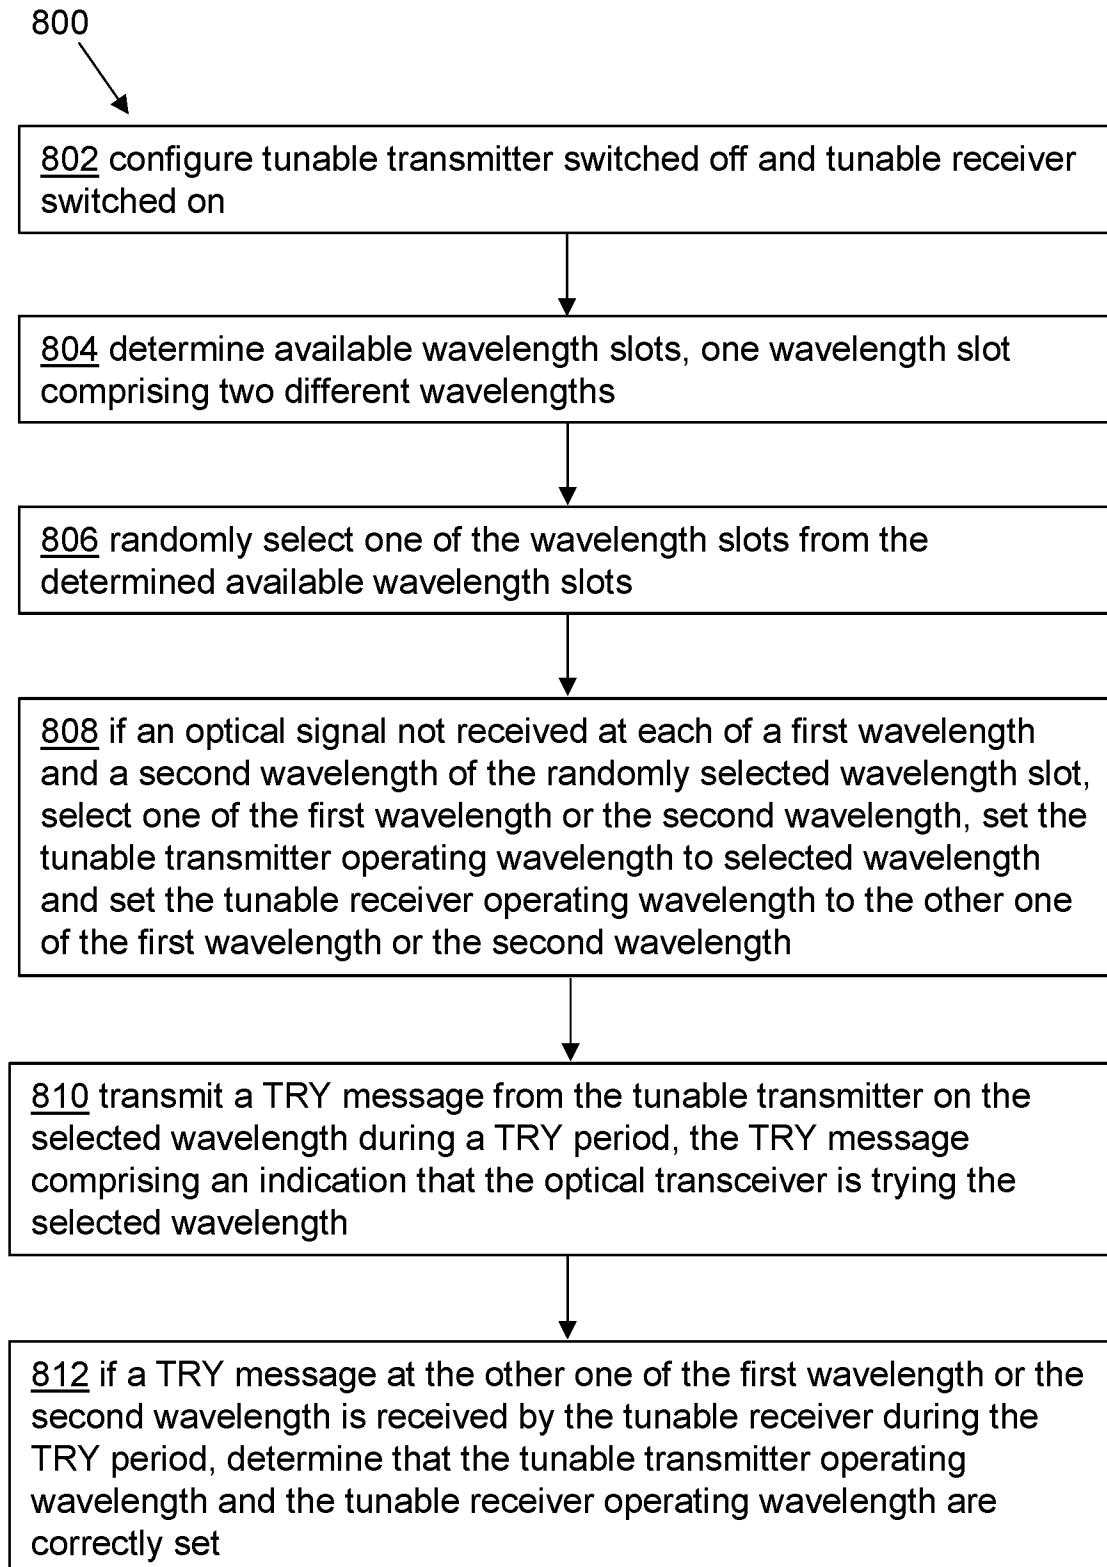 800
802 configure tunable transmitter switched off and tunable receiver
switched on
804 determine available wavelength slots, one wavelength slot
comprising two different wavelengths
806 randomly select one of the wavelength slots from the
determined available wavelength slots
808 if an optical signal not received at each of a first wavelength
and a second wavelength of the randomly selected wavelength slot,
select one of the first wavelength or the second wavelength, set the
tunable transmitter operating wavelength to selected wavelength
and set the tunable receiver operating wavelength to the other one
of the first wavelength or the second wavelength
810 transmit a TRY message from the tunable transmitter on the
selected wavelength during a TRY period, the TRY message
comprising an indication that the optical transceiver is trying the
selected wavelength
812 if a TRY message at the other one of the first wavelength or the
second wavelength is received by the tunable receiver during the
TRY period, determine that the tunable transmitter operating
wavelength and the tunable receiver operating wavelength are
correctly set